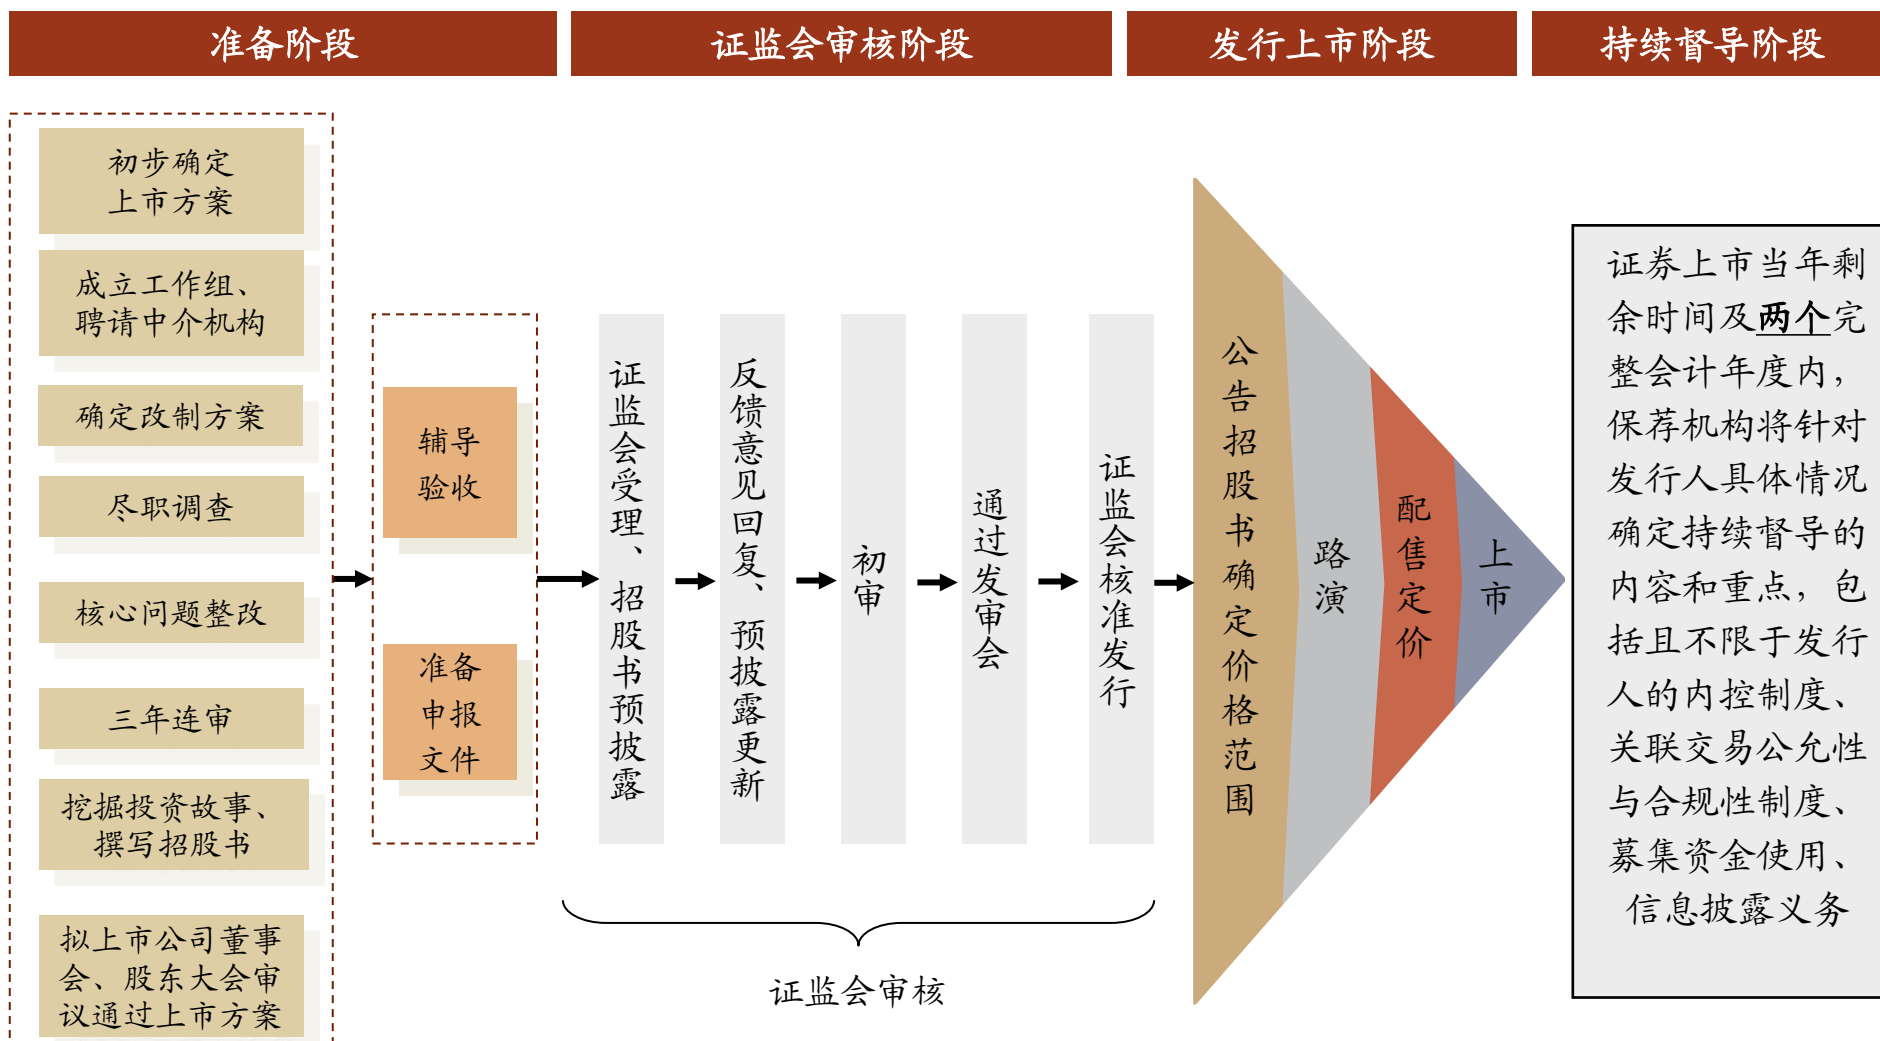 准备阶段
证监会审核阶段
发行上市阶段
持续督导阶段
初步确定
上市方案
成立工作组、
聘请中介机构
确定改制方案
尽职调查
核心问题整改
三年连审
挖掘投资故事、
撰写招股书
拟上市公司董事
会、股东大会审
议通过上市方案
辅导
验收
准备
申报
文件
证监会受理、招股书预披露
反馈意见回复、预披露更新
初审
通过发审会
证监会核准发行
证监会审核
公告招股书确定价格范围
路演
配售定价
上市
证券上市当年剩
余时间及两个完
整会计年度内，
保荐机构将针对
发行人具体情况
确定持续督导的
内容和重点，包
括且不限于发行
人的内控制度、
关联交易公允性
与合规性制度、
募集资金使用、
信息披露义务